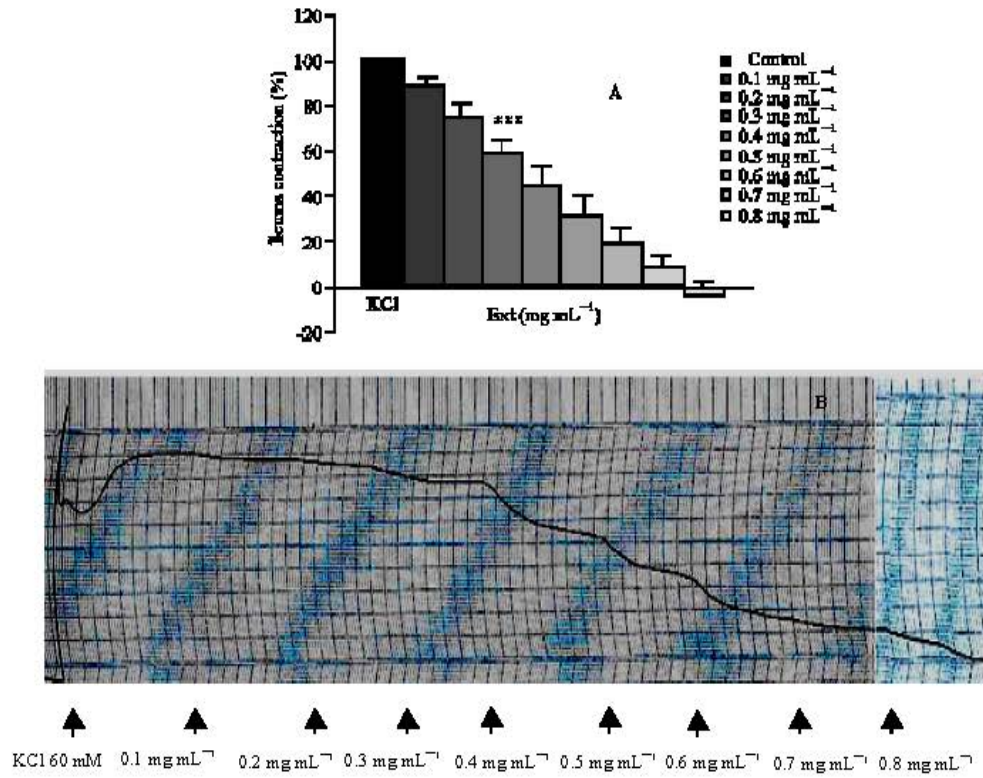 120
100
80
60
40
20
0
-20
Ileums contraction (%)
KCl
Ext (mg mL⁻¹)
A
***
Control
0.1 mg mL⁻¹
0.2 mg mL⁻¹
0.3 mg mL⁻¹
0.4 mg mL⁻¹
0.5 mg mL⁻¹
0.6 mg mL⁻¹
0.7 mg mL⁻¹
0.8 mg mL⁻¹
B
KCl 60 mM 0.1 mg mL⁻¹ 0.2 mg mL⁻¹ 0.3 mg mL⁻¹ 0.4 mg mL⁻¹ 0.5 mg mL⁻¹ 0.6 mg mL⁻¹ 0.7 mg mL⁻¹ 0.8 mg mL⁻¹